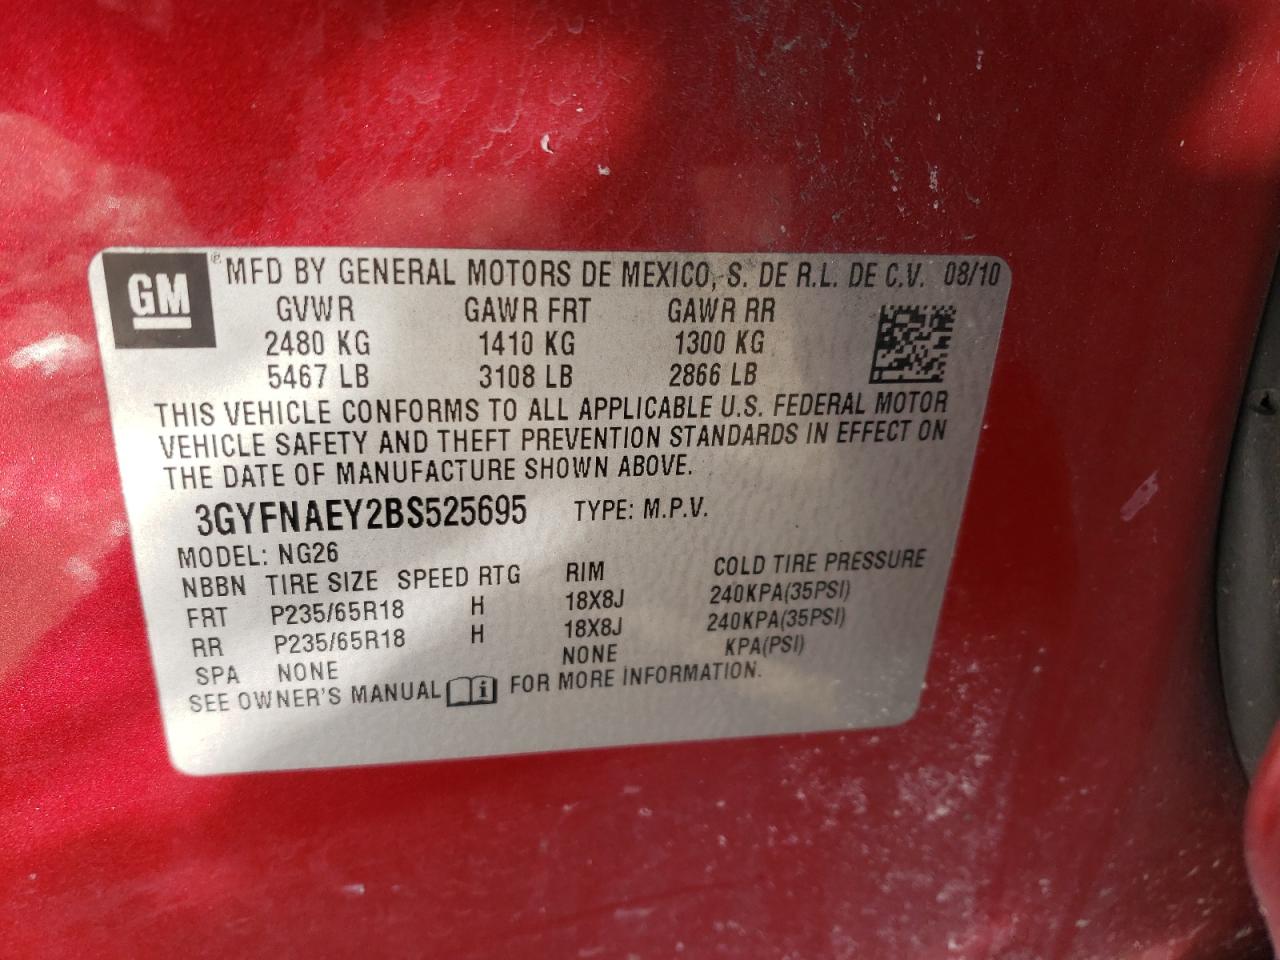 GM ® MFD BY GENERAL MOTORS DE MEXICO, S. DE R.L. DE C.V. 08/10
GVWR GAWR FRT GAWR RR
2480 KG 1410 KG 1300 KG
5467 LB 3108 LB 2866 LB
THIS VEHICLE CONFORMS TO ALL APPLICABLE U.S. FEDERAL MOTOR
VEHICLE SAFETY AND THEFT PREVENTION STANDARDS IN EFFECT ON
THE DATE OF MANUFACTURE SHOWN ABOVE.
3GYFNAEY2BS525695 TYPE: M.P.V.
MODEL: NG26
NBBN TIRE SIZE SPEED RTG RIM COLD TIRE PRESSURE
FRT P235/65R18 H 18X8J 240KPA(35PSI)
RR P235/65R18 H 18X8J 240KPA(35PSI)
SPA NONE NONE KPA(PSI)
SEE OWNER'S MANUAL FOR MORE INFORMATION.